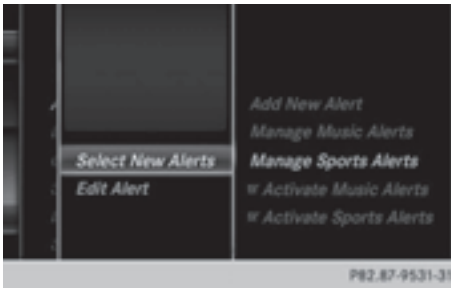 Add New Alert
Manage Music Alerts
Select New Alerts
Manage Sports Alerts
Edit Alert
Activate Music Alerts
Activate Sports Alerts
P82.87-9531-31